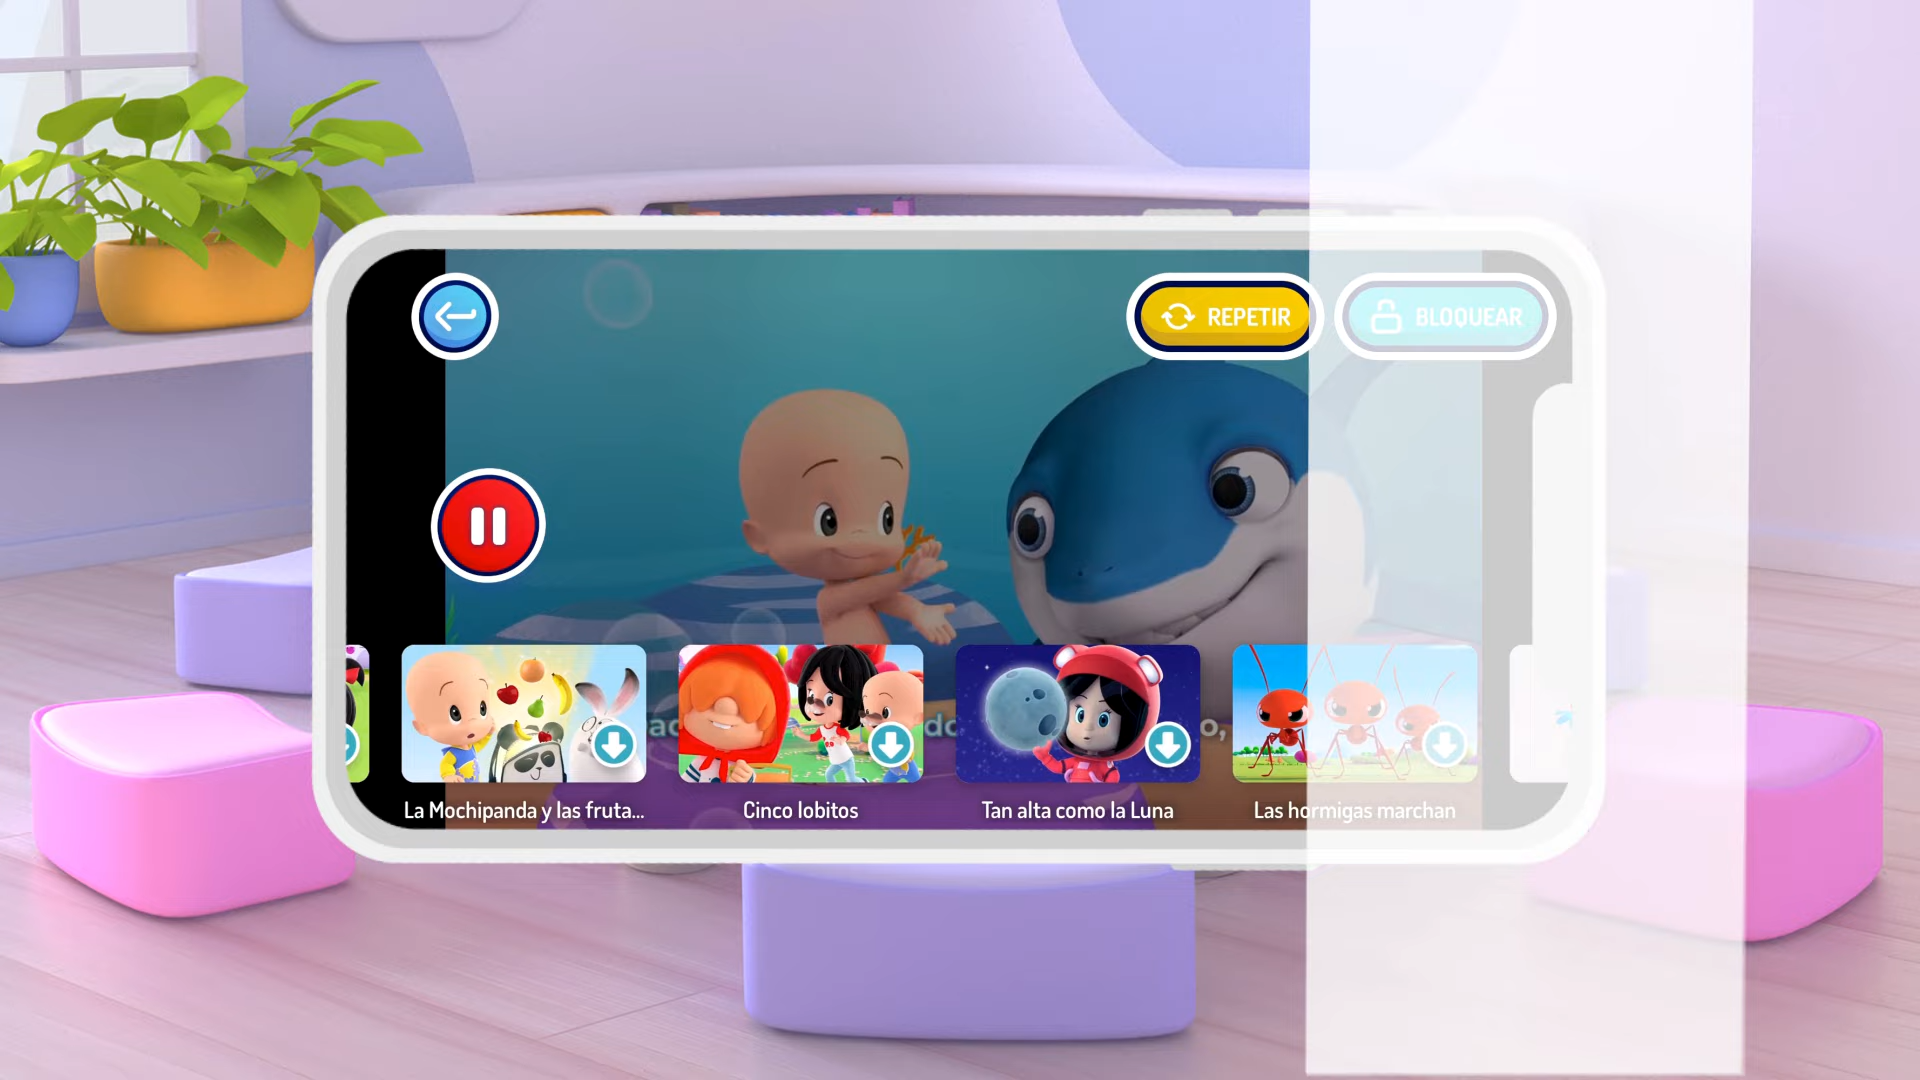 REPETIR
BLOQUEAR
La Mochipanda y las fruta...
Cinco lobitos
Tan alta como la Luna
Las hormigas marchan